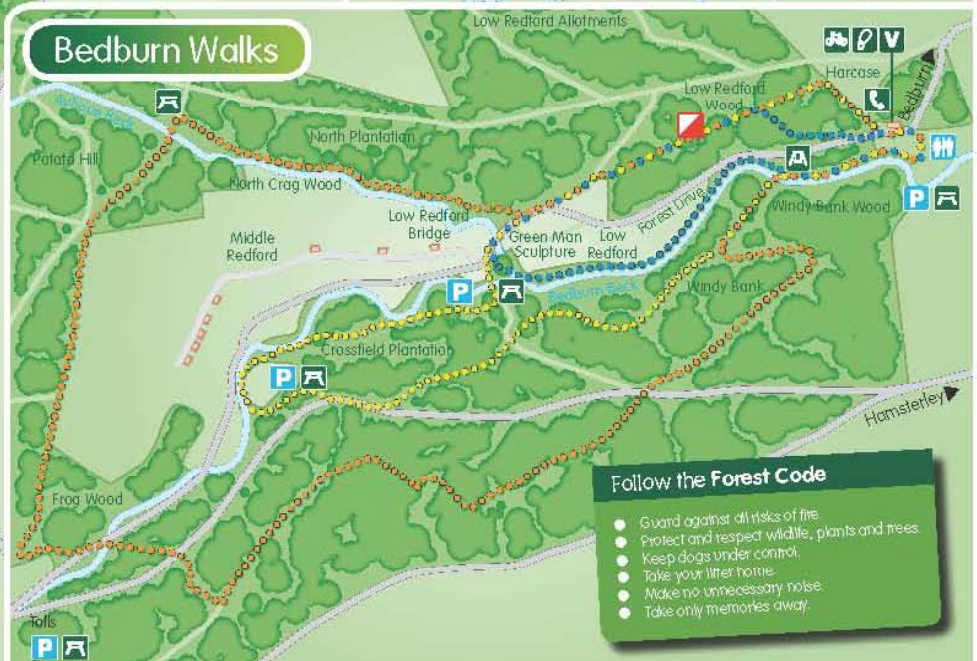 Bedburn Walks
Low Redford Allotments
Harcase
Bedburn
V
Low Redford
Wood
North Plantation
Potato Hill
North Crag Wood
P
Windy Bank Wood
Forest Drive
Low Redford
Bridge
Green Man
Sculpture
Low
Redford
Middle
Redford
P
Bedburn Beck
Windy Bank
Crossfield Plantation
P
Hamsterley
Frog Wood
Tolls
P
Follow the Forest Code
Guard against all risks of fire
Protect and respect wildlife, plants and trees.
Keep dogs under control.
Take your litter home.
Make no unnecessary noise.
Take only memories away.